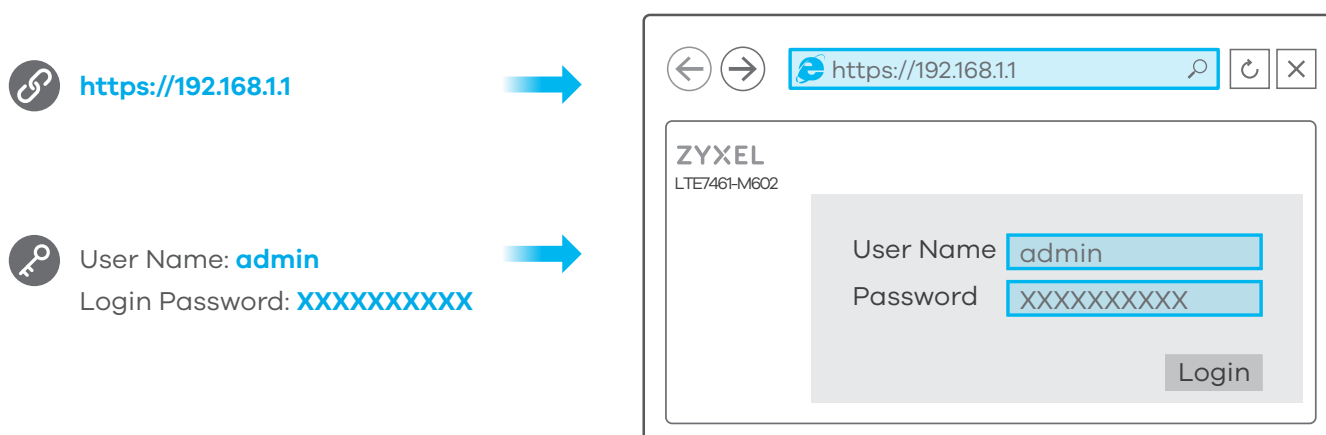 https://192.168.1.1
User Name: admin
Login Password: XXXXXXXXXX
https://192.168.1.1
ZYXEL
LTE7461-M602
User Name admin
Password XXXXXXXXXX
Login